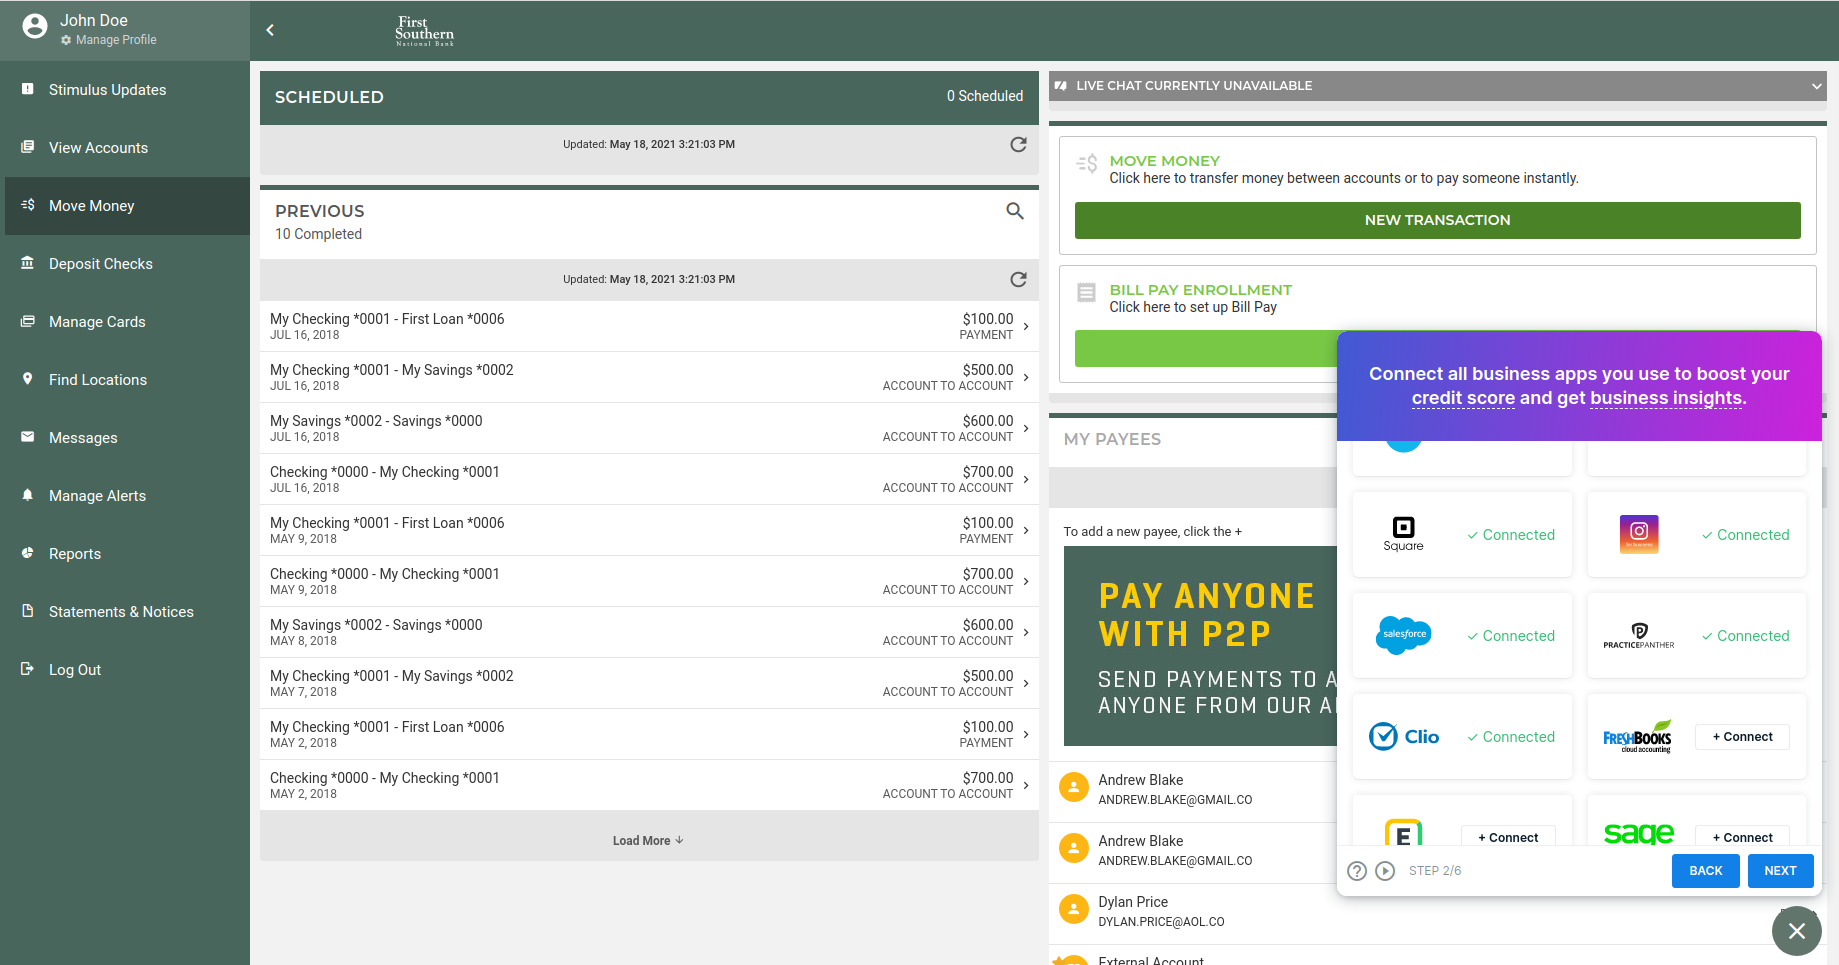 John Doe
Manage Profile
Stimulus Updates
View Accounts
Move Money
Deposit Checks
Manage Cards
Find Locations
Messages
Manage Alerts
Reports
Statements & Notices
Log Out
First
Southern
National Bank
SCHEDULED
0 Scheduled
Updated: May 18, 2021 3:21:03 PM
PREVIOUS
10 Completed
Updated: May 18, 2021 3:21:03 PM
My Checking *0001 - First Loan *0006
$100.00
JUL 16, 2018
PAYMENT
My Checking *0001 - My Savings *0002
$500.00
JUL 16, 2018
ACCOUNT TO ACCOUNT
My Savings *0002 - Savings *0000
$600.00
JUL 16, 2018
ACCOUNT TO ACCOUNT
Checking *0000 - My Checking *0001
$700.00
JUL 16, 2018
ACCOUNT TO ACCOUNT
My Checking *0001 - First Loan *0006
$100.00
MAY 9, 2018
PAYMENT
Checking *0000 - My Checking *0001
$700.00
MAY 9, 2018
ACCOUNT TO ACCOUNT
My Savings *0002 - Savings *0000
$600.00
MAY 8, 2018
ACCOUNT TO ACCOUNT
My Checking *0001 - My Savings *0002
$500.00
MAY 7, 2018
ACCOUNT TO ACCOUNT
My Checking *0001 - First Loan *0006
$100.00
MAY 2, 2018
PAYMENT
Checking *0000 - My Checking *0001
$700.00
MAY 2, 2018
ACCOUNT TO ACCOUNT
Load More
LIVE CHAT CURRENTLY UNAVAILABLE
MOVE MONEY
Click here to transfer money between accounts or to pay someone instantly.
NEW TRANSACTION
BILL PAY ENROLLMENT
Click here to set up Bill Pay
MY PAYEES
To add a new payee, click the +
PAY ANYONE
WITH P2P
SEND PAYMENTS TO A
ANYONE FROM OUR A
Andrew Blake
ANDREW.BLAKE@GMAIL.CO
Andrew Blake
ANDREW.BLAKE@GMAIL.CO
Dylan Price
DYLAN.PRICE@AOL.CO
External Account
Connect all business apps you use to boost your
credit score and get business insights.
Square
Connected
Connected
salesforce
Connected
PRACTICEPANTHER
Connected
Clio
Connected
FRESHBOOKS
cloud accounting
+ Connect
E
+ Connect
sage
+ Connect
STEP 2/6
BACK
NEXT